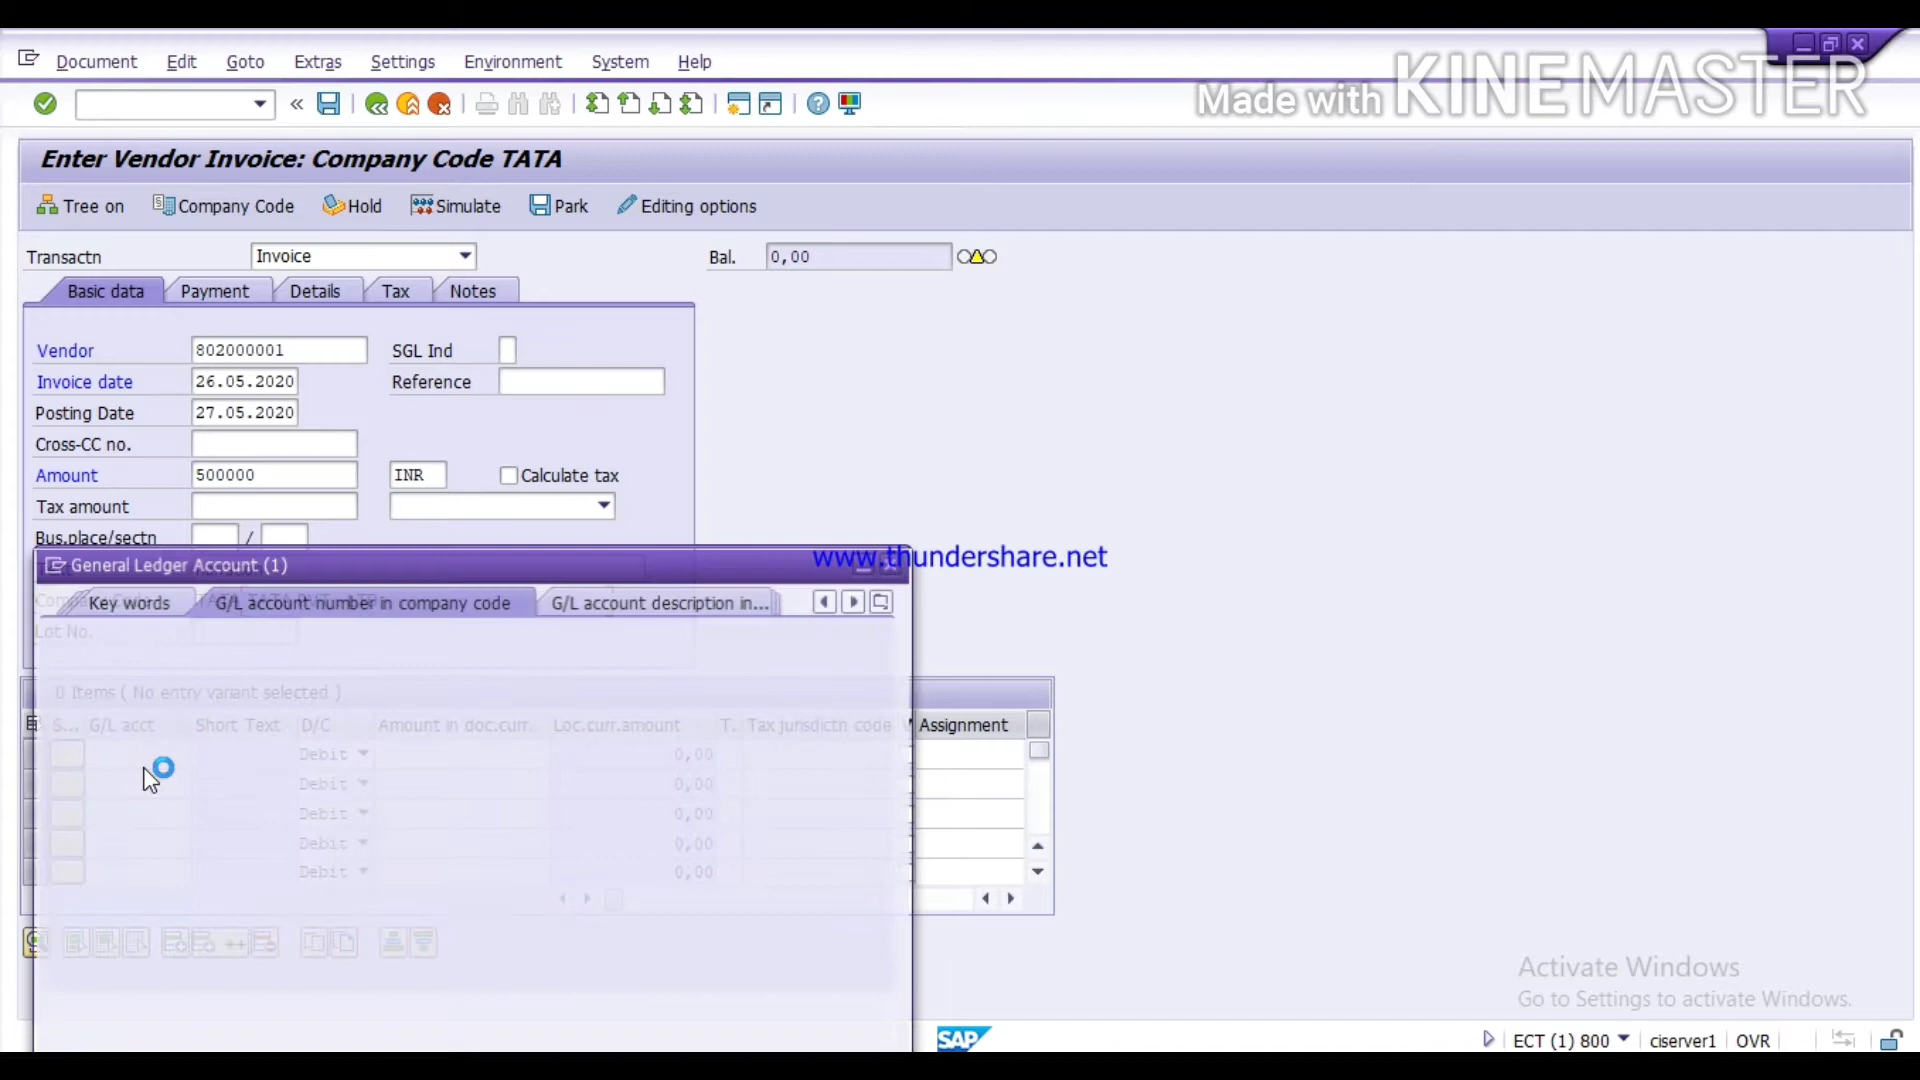 Document Edit Goto Extras Settings Environment System Help
Made with KINEMASTER
Enter Vendor Invoice: Company Code TATA
Tree on Company Code Hold Simulate Park Editing options
Transactn Invoice Bal. 0,00
Basic data Payment Details Tax Notes
Vendor 802000001 SGL Ind
Invoice date 26.05.2020 Reference
Posting Date 27.05.2020
Cross-CC no.
Amount 500000 INR Calculate tax
Tax amount
Bus.place/sectn /
General Ledger Account (1)
www.thundershare.net
Key words G/L account number in company code G/L account description in...
Lot No.
0 Items ( No entry variant selected )
S... G/L acct Short Text D/C Amount in doc.curr. Loc.curr.amount T. Tax jurisdictn code Assignment
Debit 0,00
Debit 0,00
Debit 0,00
Debit 0,00
Debit 0,00
Activate Windows
Go to Settings to activate Windows.
SAP ECT (1) 800 ciserver1 OVR